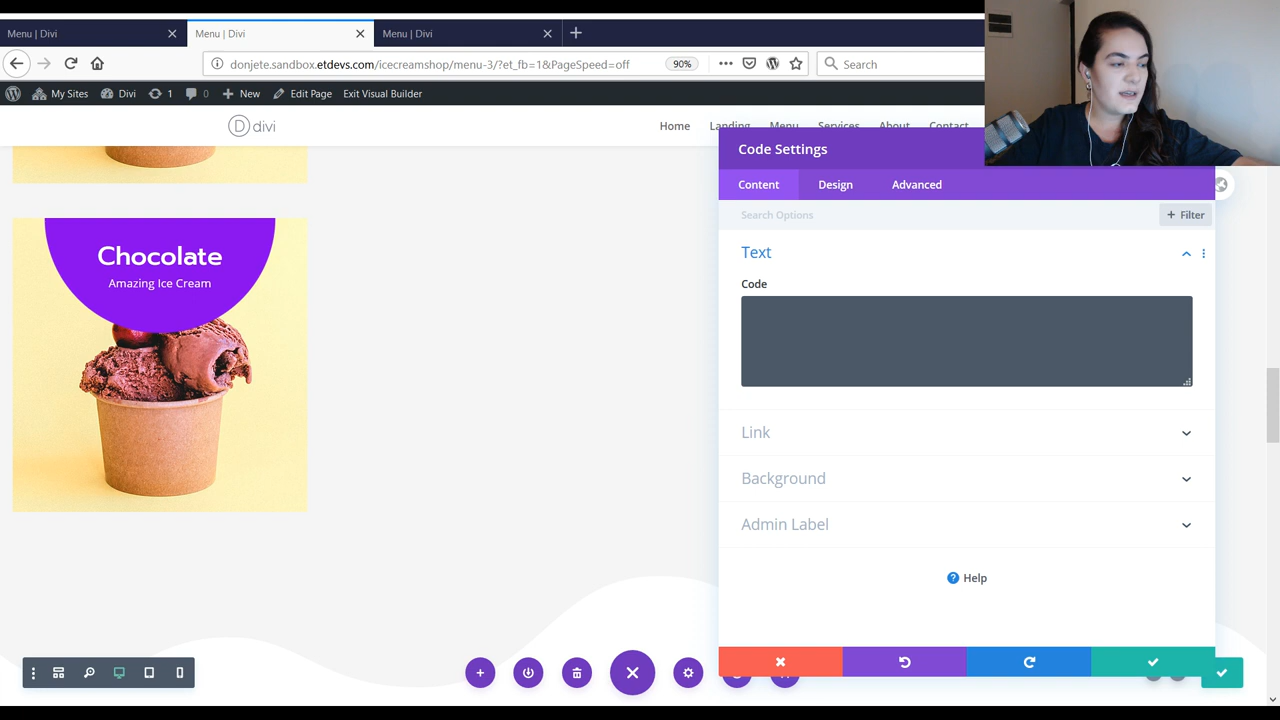 Menu | Divi
Menu | Divi
Menu | Divi
donjete.sandbox.etdevs.com/icecreamshop/menu-3/?et_fb=1&PageSpeed=off
90%
Search
My Sites
Divi
1
0
New
Edit Page
Exit Visual Builder
D divi
Home
Landing
Menu
Services
About
Contact
Chocolate
Amazing Ice Cream
Code Settings
Content
Design
Advanced
Search Options
+ Filter
Text
Code
Link
Background
Admin Label
? Help